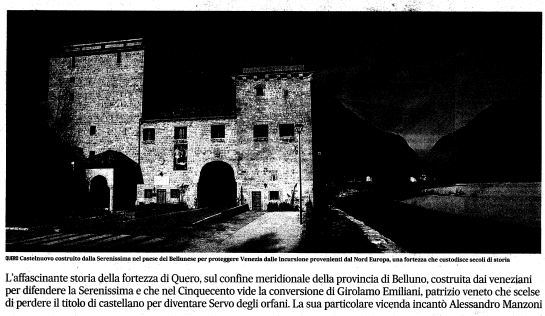 QUERO Castelnuovo costruito dalla Serenissima nel paese del Bellunese per proteggere Venezia dalle incursione provenienti dal Nord Europa, una fortezza che custodisce secoli di storia
L'affascinante storia della fortezza di Quero, sul confine meridionale della provincia di Belluno, costruita dai veneziani
per difendere la Serenissima e che nel Cinquecento vide la conversione di Girolamo Emiliani, patrizio veneto che scelse
di perdere il titolo di castellano per diventare Servo degli orfani. La sua particolare vicenda incantò Alessandro Manzoni